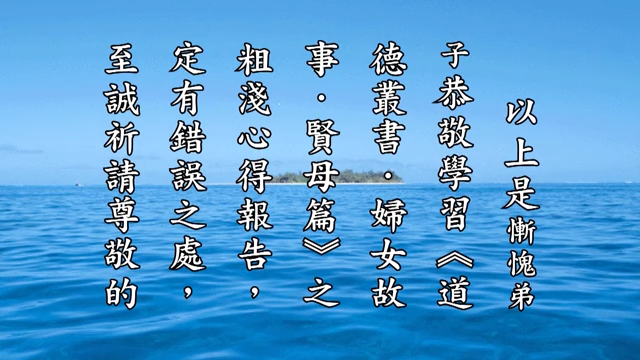 以上是慚愧弟
子恭敬學習《道
德叢書·婦女故
事·賢母篇》之
粗淺心得報告，
定有錯誤之處，
至誠祈請尊敬的